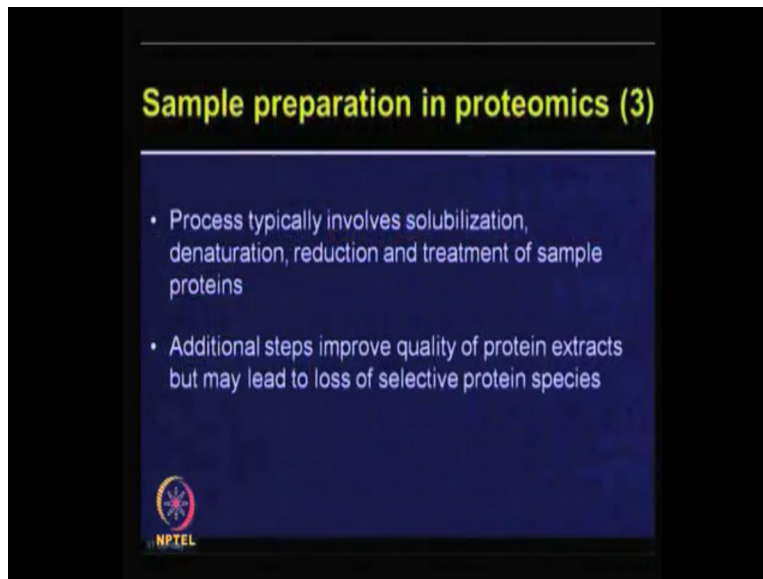 Sample preparation in proteomics (3)
• Process typically involves solubilization,
denaturation, reduction and treatment of sample
proteins
• Additional steps improve quality of protein extracts
but may lead to loss of selective protein species
NPTEL